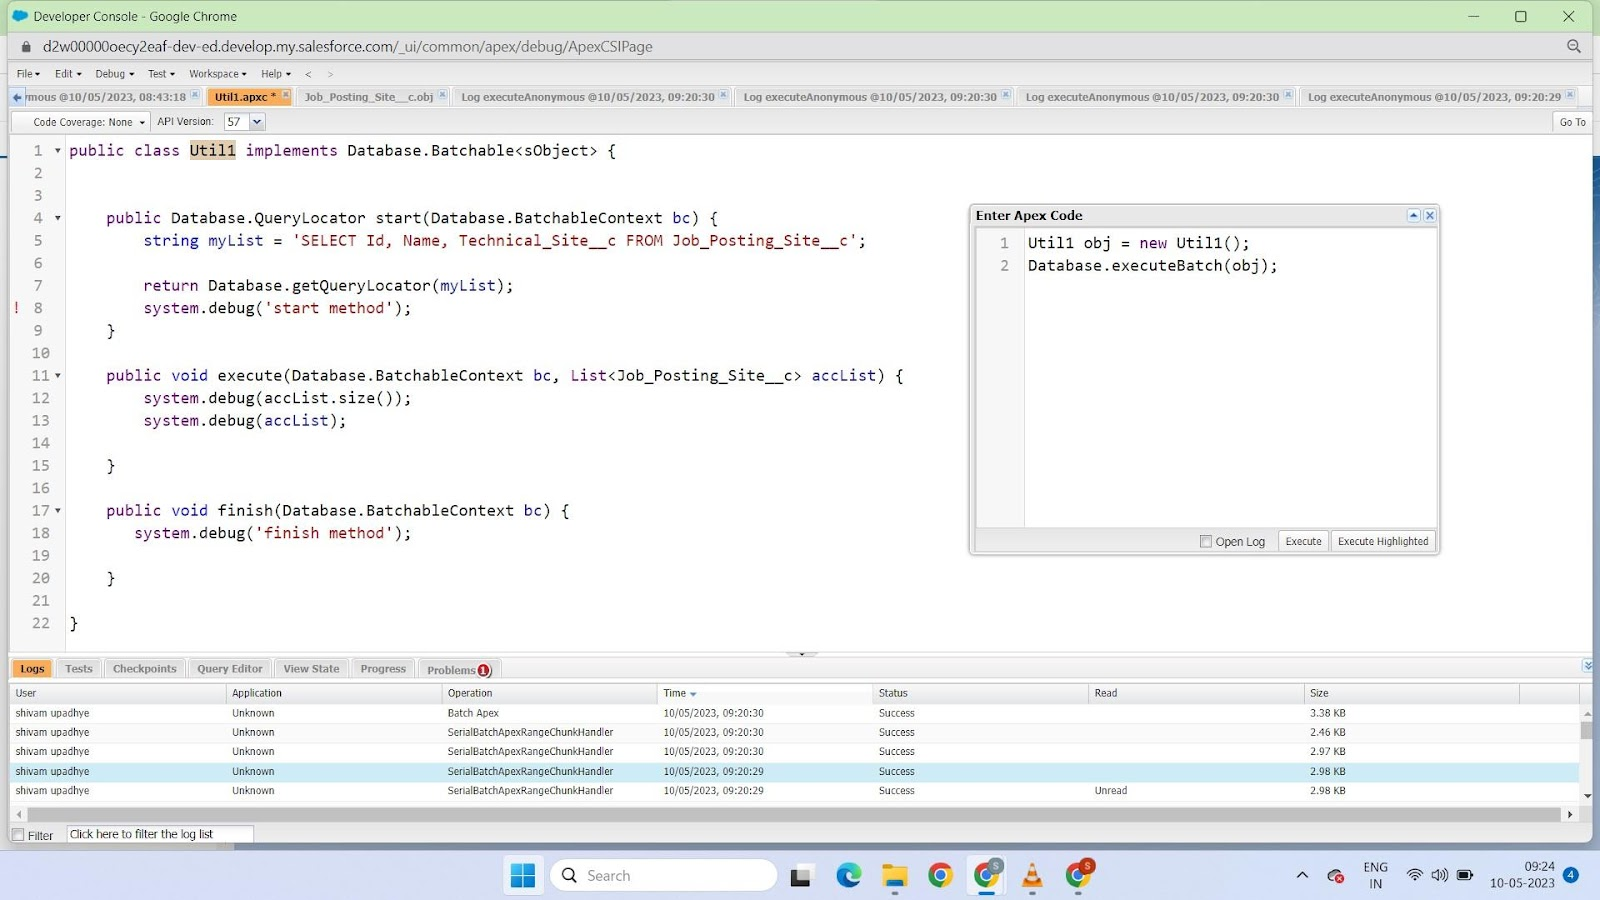 Developer Console - Google Chrome
d2w00000oecy2eaf-dev-ed.develop.my.salesforce.com/_ui/common/apex/debug/ApexCSIPage
File Edit Debug Test Workspace Help < >
ymous @10/05/2023, 08:43:18 Util1.apxc * Job_Posting_Site__c.obj Log executeAnonymous @10/05/2023, 09:20:30 Log executeAnonymous @10/05/2023, 09:20:30 Log executeAnonymous @10/05/2023, 09:20:30 Log executeAnonymous @10/05/2023, 09:20:29
Code Coverage: None API Version: 57 Go To
1 public class Util1 implements Database.Batchable<sObject> {
2
3
4 public Database.QueryLocator start(Database.BatchableContext bc) {
5 string myList = 'SELECT Id, Name, Technical_Site__c FROM Job_Posting_Site__c';
6
7 return Database.getQueryLocator(myList);
! 8 system.debug('start method');
9 }
10
11 public void execute(Database.BatchableContext bc, List<Job_Posting_Site__c> accList) {
12 system.debug(accList.size());
13 system.debug(accList);
14
15 }
16
17 public void finish(Database.BatchableContext bc) {
18 system.debug('finish method');
19
20 }
21
22 }
Enter Apex Code
1 Util1 obj = new Util1();
2 Database.executeBatch(obj);
Open Log Execute Execute Highlighted
Logs Tests Checkpoints Query Editor View State Progress Problems 1
User Application Operation Time Status Read Size
shivam upadhye Unknown Batch Apex 10/05/2023, 09:20:30 Success 3.38 KB
shivam upadhye Unknown SerialBatchApexRangeChunkHandler 10/05/2023, 09:20:30 Success 2.46 KB
shivam upadhye Unknown SerialBatchApexRangeChunkHandler 10/05/2023, 09:20:30 Success 2.97 KB
shivam upadhye Unknown SerialBatchApexRangeChunkHandler 10/05/2023, 09:20:29 Success 2.98 KB
shivam upadhye Unknown SerialBatchApexRangeChunkHandler 10/05/2023, 09:20:29 Success Unread 2.98 KB
Filter Click here to filter the log list
Search
S
S
ENG
IN
09:24
10-05-2023
4